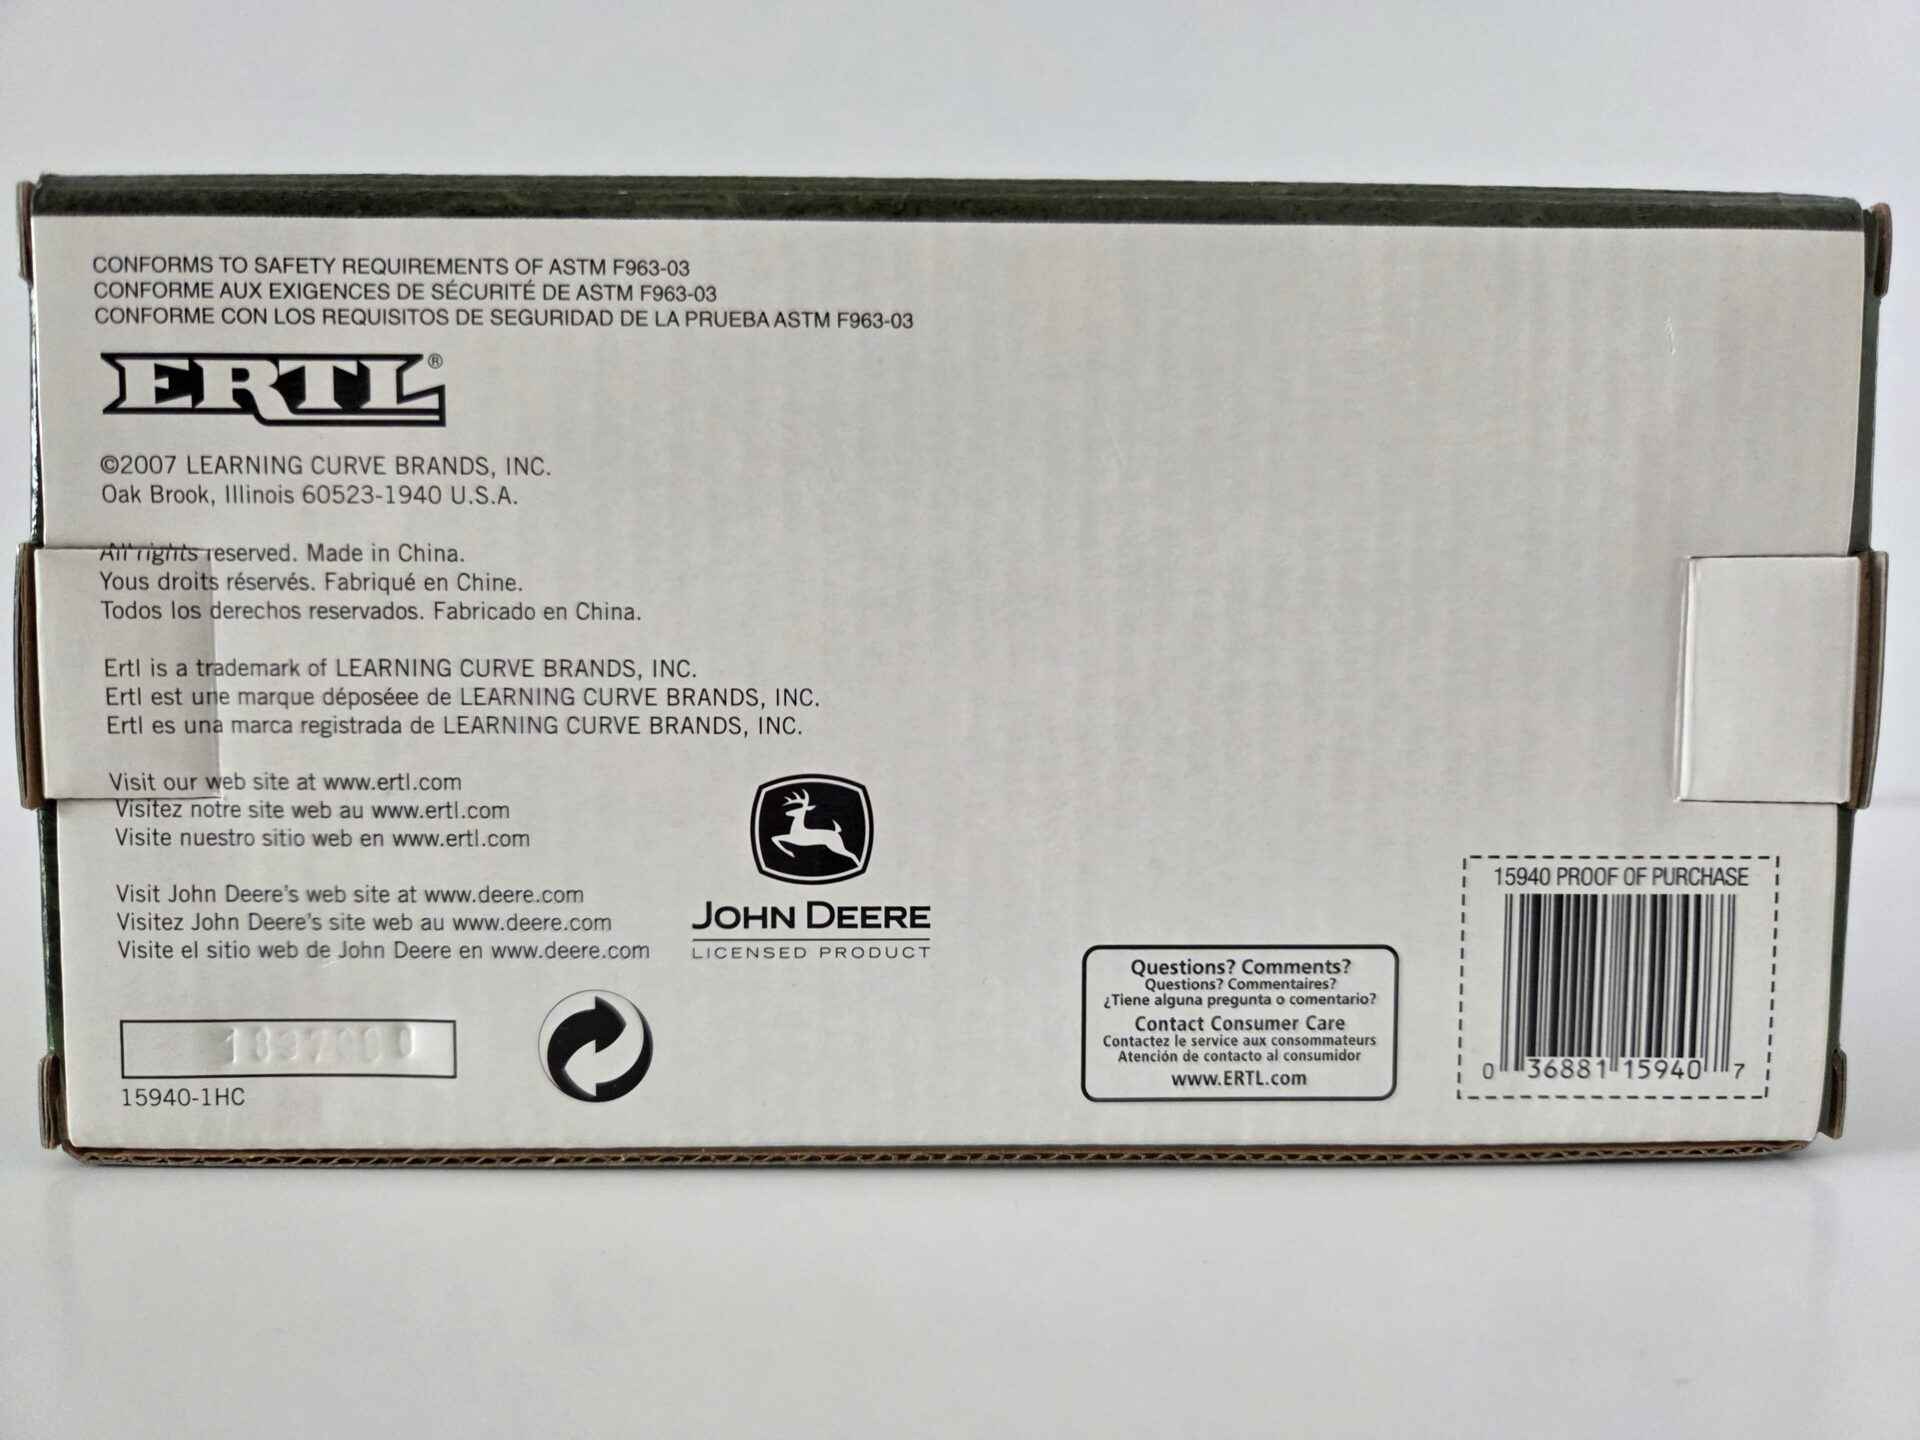 CONFORMS TO SAFETY REQUIREMENTS OF ASTM F963-03
CONFORME AUX EXIGENCES DE SÉCURITÉ DE ASTM F963-03
CONFORME CON LOS REQUISITOS DE SEGURIDAD DE LA PRUEBA ASTM F963-03
ERTL®
©2007 LEARNING CURVE BRANDS, INC.
Oak Brook, Illinois 60523-1940 U.S.A.
All rights reserved. Made in China.
Yous droits réservés. Fabriqué en Chine.
Todos los derechos reservados. Fabricado en China.
Ertl is a trademark of LEARNING CURVE BRANDS, INC.
Ertl est une marque déposéee de LEARNING CURVE BRANDS, INC.
Ertl es una marca registrada de LEARNING CURVE BRANDS, INC.
Visit our web site at www.ertl.com
Visitez notre site web au www.ertl.com
Visite nuestro sitio web en www.ertl.com
Visit John Deere's web site at www.deere.com
Visitez John Deere's site web au www.deere.com
Visite el sitio web de John Deere en www.deere.com
15940-1HC
JOHN DEERE
LICENSED PRODUCT
Questions? Comments?
Questions? Commentaires?
¿Tiene alguna pregunta o comentario?
Contact Consumer Care
Contactez le service aux consommateurs
Atención de contacto al consumidor
www.ERTL.com
15940 PROOF OF PURCHASE
0 36881 15940 7